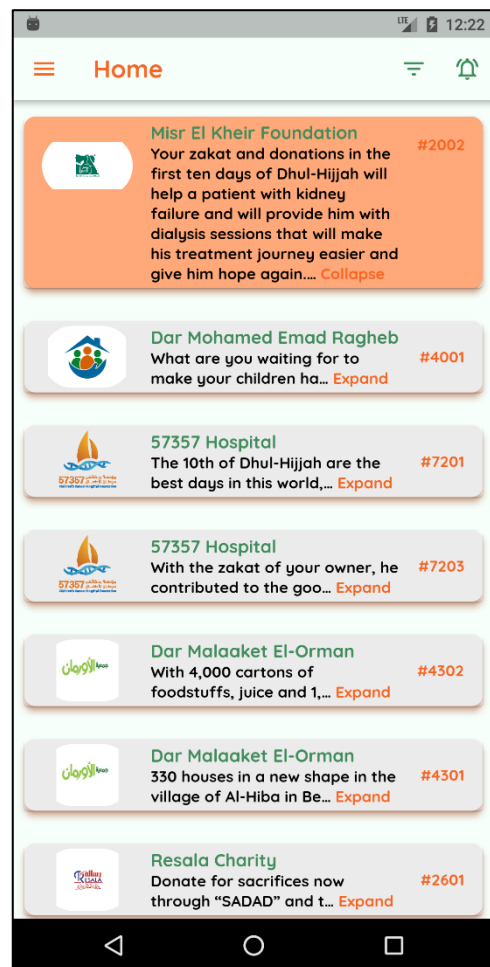 LTE 12:22
Home
Misr El Kheir Foundation
#2002
Your zakat and donations in the
first ten days of Dhul-Hijjah will
help a patient with kidney
failure and will provide him with
dialysis sessions that will make
his treatment journey easier and
give him hope again.... Collapse
Dar Mohamed Emad Ragheb
What are you waiting for to
#4001
make your children ha... Expand
57357 Hospital
57357
The 10th of Dhul-Hijjah are the
#7201
best days in this world,... Expand
57357 Hospital
57357
With the zakat of your owner, he
#7203
contributed to the goo... Expand
Dar Malaaket El-Orman
الأورمان
With 4,000 cartons of
#4302
foodstuffs, juice and 1,... Expand
Dar Malaaket El-Orman
الأورمان
330 houses in a new shape in the
#4301
village of Al-Hiba in Be... Expand
Resala Charity
RESALA
Donate for sacrifices now
#2601
through “SADAD” and t... Expand